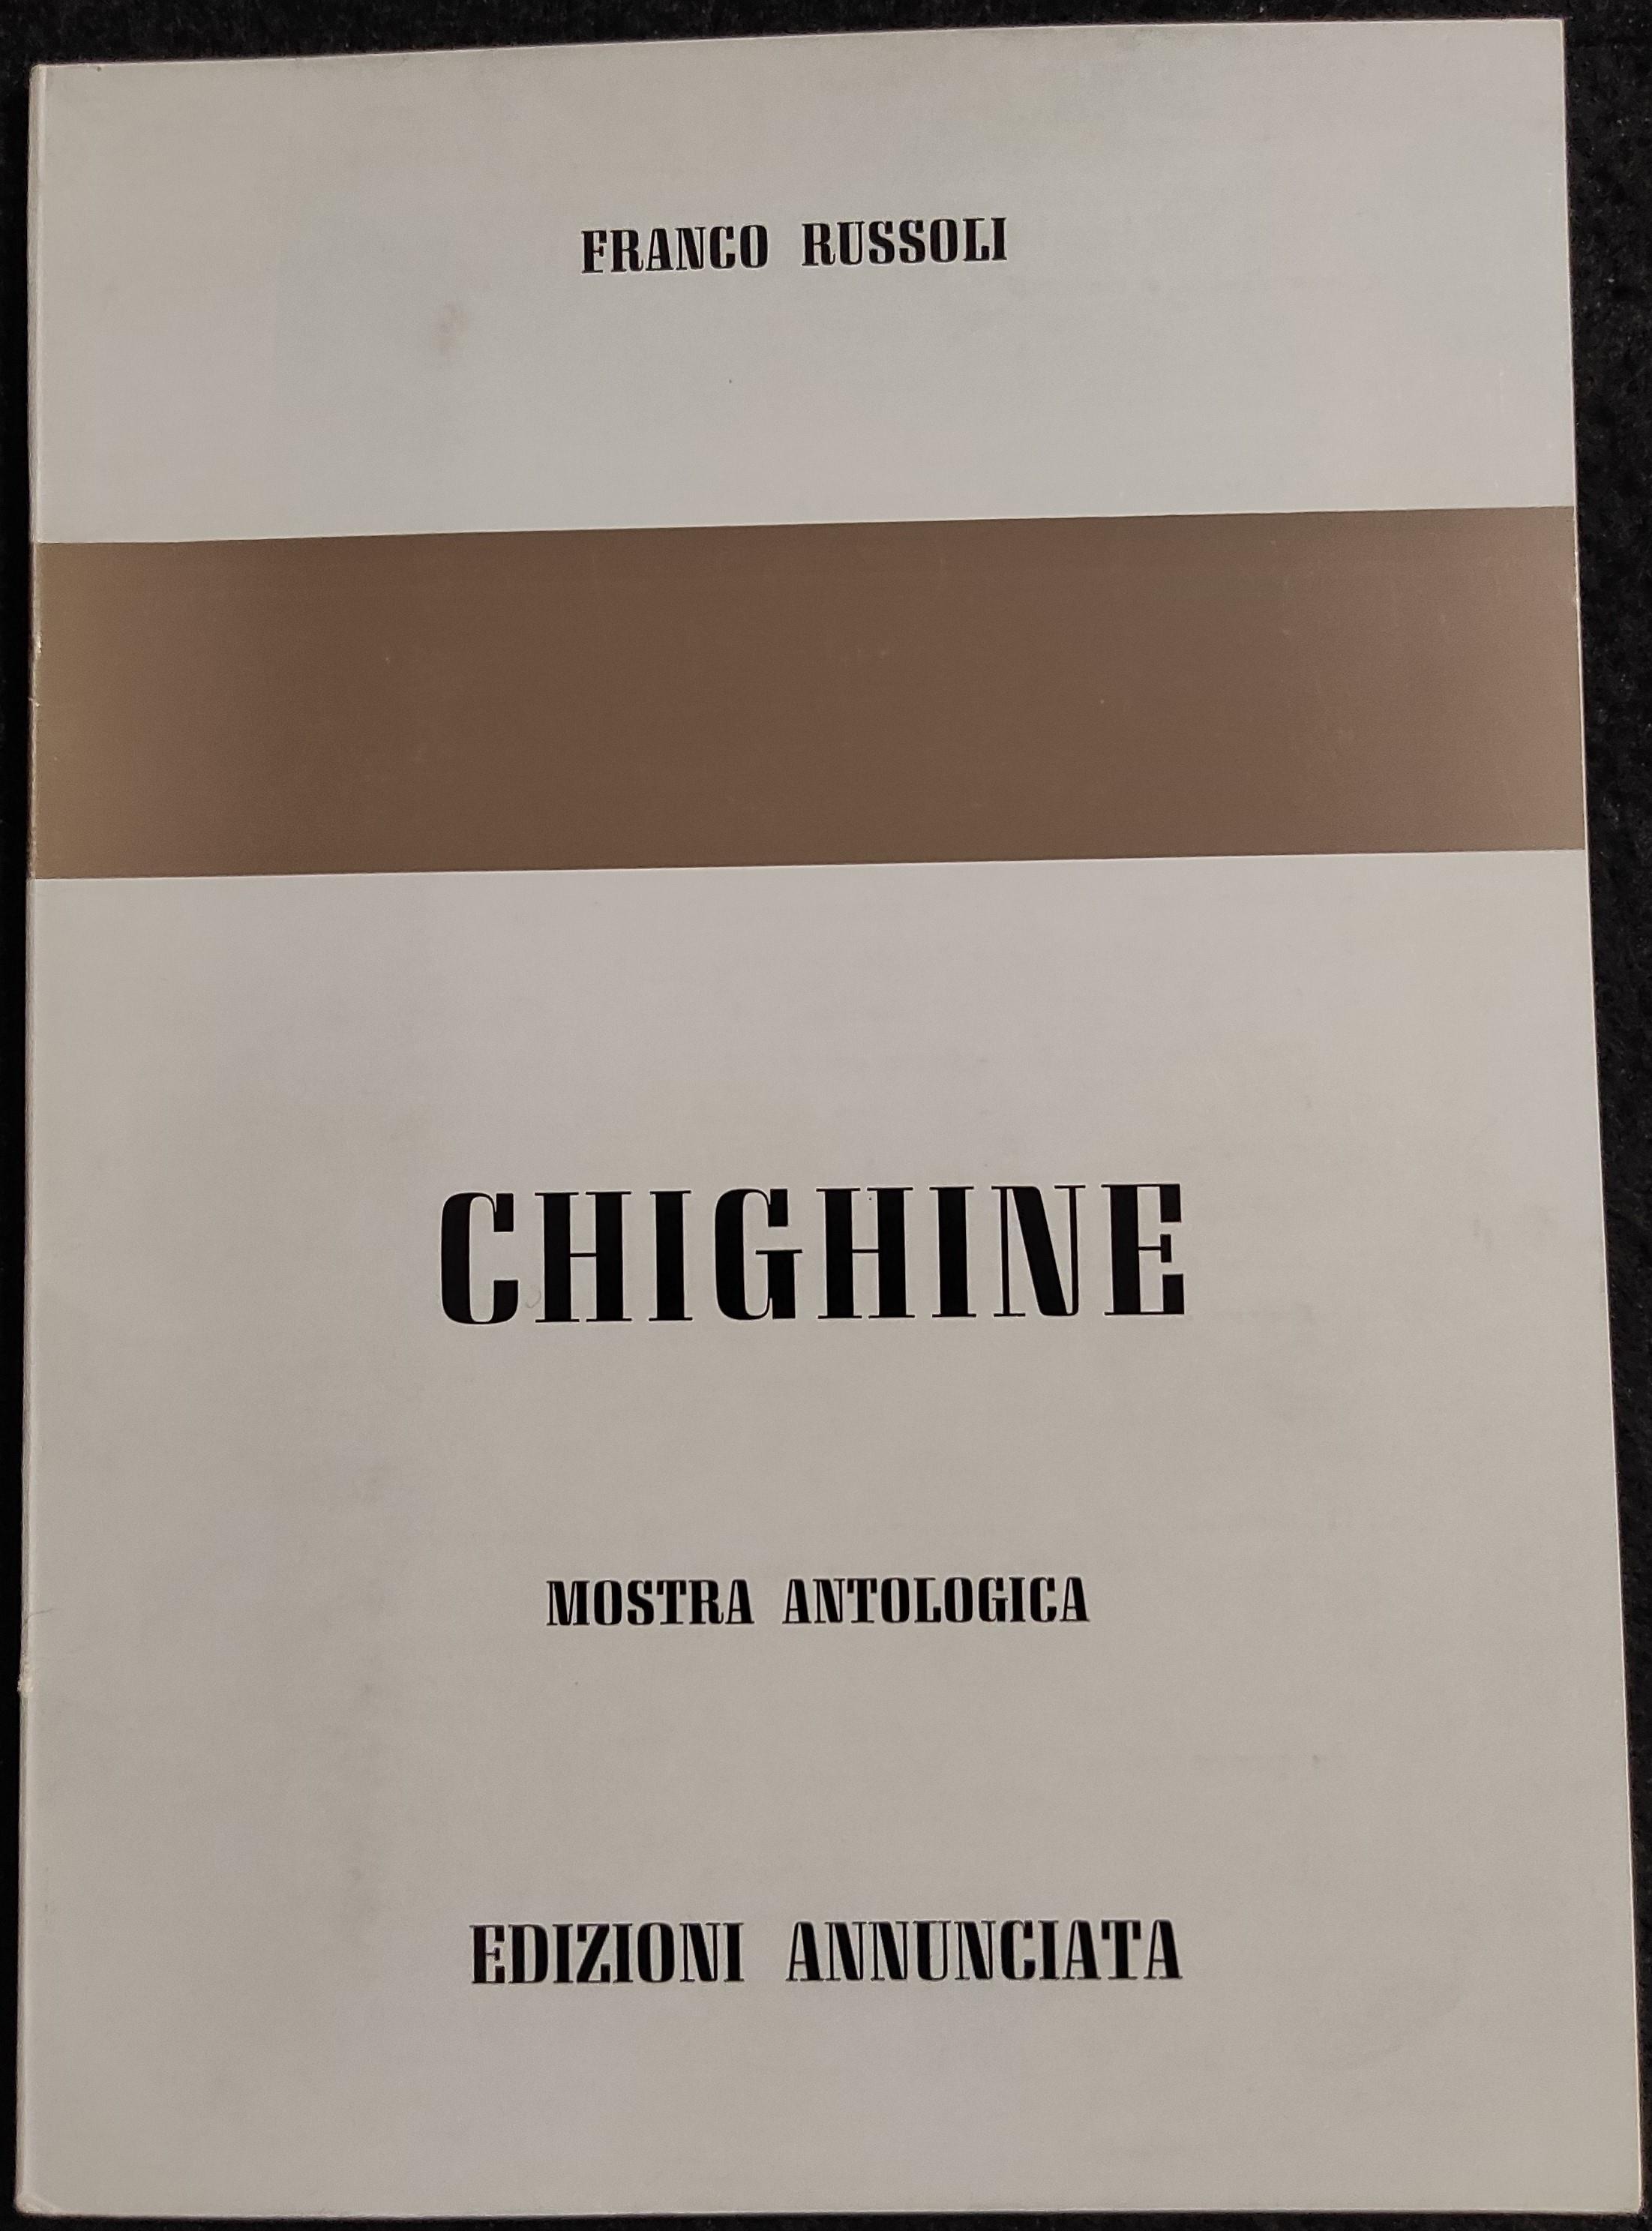 FRANCO RUSSOLI
CHIGHINE
MOSTRA ANTOLOGICA
EDIZIONI ANNUNCIATA